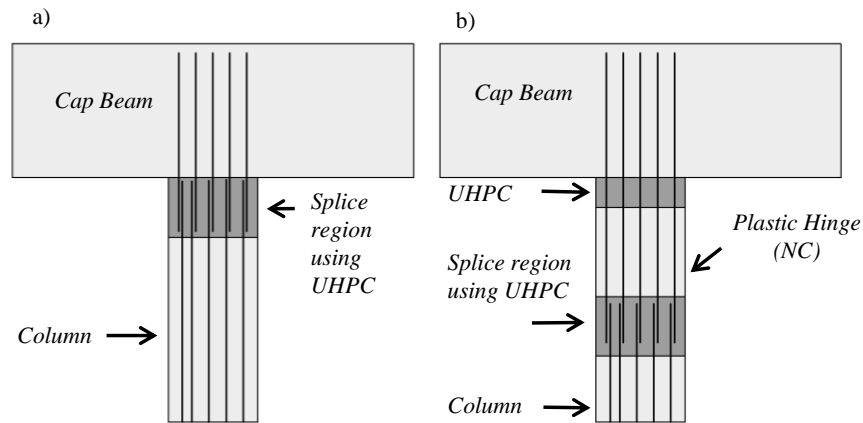 a)
Cap Beam
Splice
region
using
UHPC
Column
b)
Cap Beam
UHPC
Plastic Hinge
(NC)
Splice region
using UHPC
Column